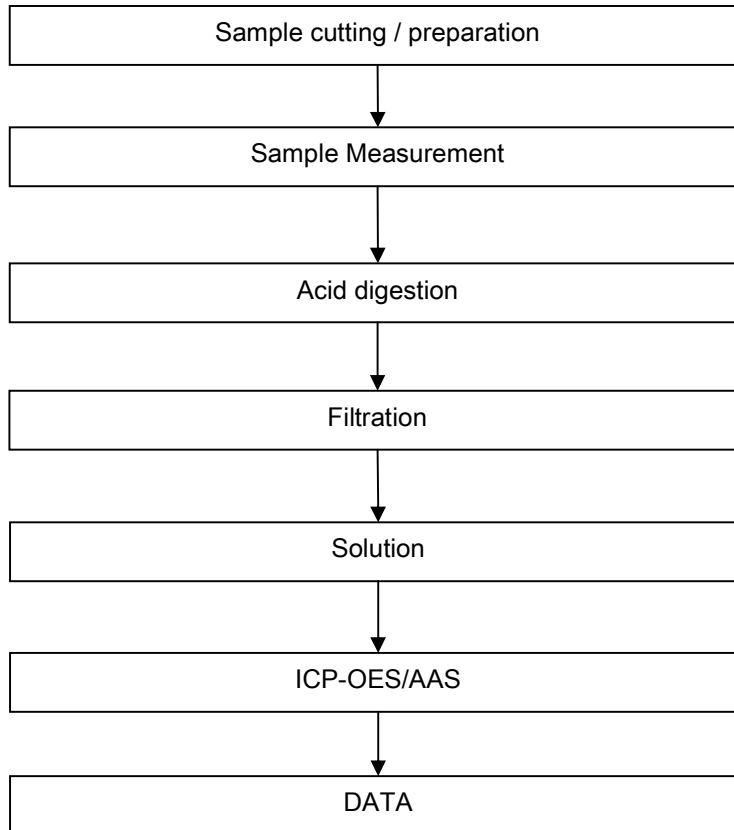 Sample cutting / preparation
Sample Measurement
Acid digestion
Filtration
Solution
ICP-OES/AAS
DATA